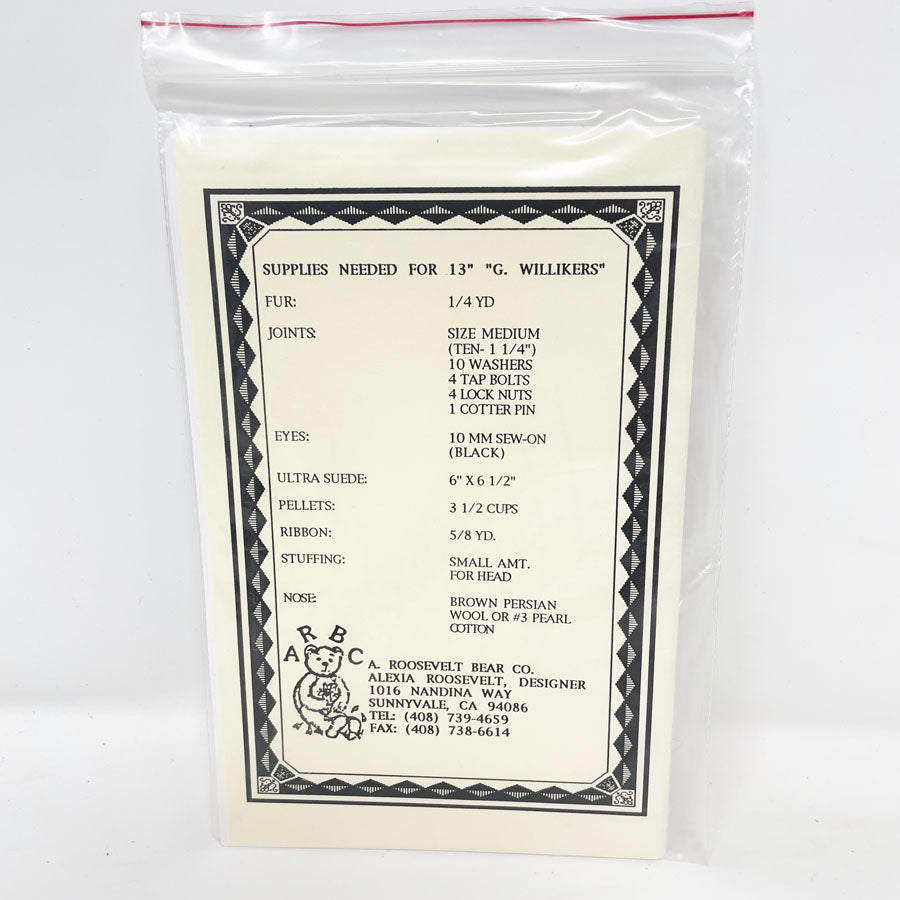 SUPPLIES NEEDED FOR 13" "G. WILLIKERS"
FUR: 1/4 YD
JOINTS: SIZE MEDIUM
(TEN- 1 1/4")
10 WASHERS
4 TAP BOLTS
4 LOCK NUTS
1 COTTER PIN
EYES: 10 MM SEW-ON
(BLACK)
ULTRA SUEDE: 6" X 6 1/2"
PELLETS: 3 1/2 CUPS
RIBBON: 5/8 YD.
STUFFING: SMALL AMT.
FOR HEAD
NOSE: BROWN PERSIAN
WOOL OR #3 PEARL
COTTON
A R B C
A. ROOSEVELT BEAR CO.
ALEXIA ROOSEVELT, DESIGNER
1016 NANDINA WAY
SUNNYVALE, CA 94086
TEL: (408) 739-4659
FAX: (408) 738-6614